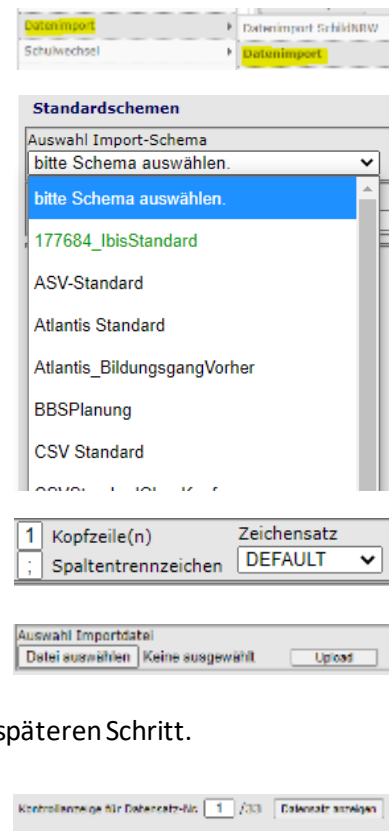 Datenimport Datenimport SchildNRW
Schulwechsel Datenimport
Standardschemen
Auswahl Import-Schema
bitte Schema auswählen.
bitte Schema auswählen.
177684_IbisStandard
ASV-Standard
Atlantis Standard
Atlantis_BildungsgangVorher
BBSPlanung
CSV Standard
1 Kopfzeile(n) Zeichensatz
; Spaltentrennzeichen DEFAULT
Auswahl Importdatei
Datei auswählen Keine ausgewählt Upload
späteren Schritt.
Kontrollanzeige für Datensatz-Nr. 1 /33 Datensatz anzeigen